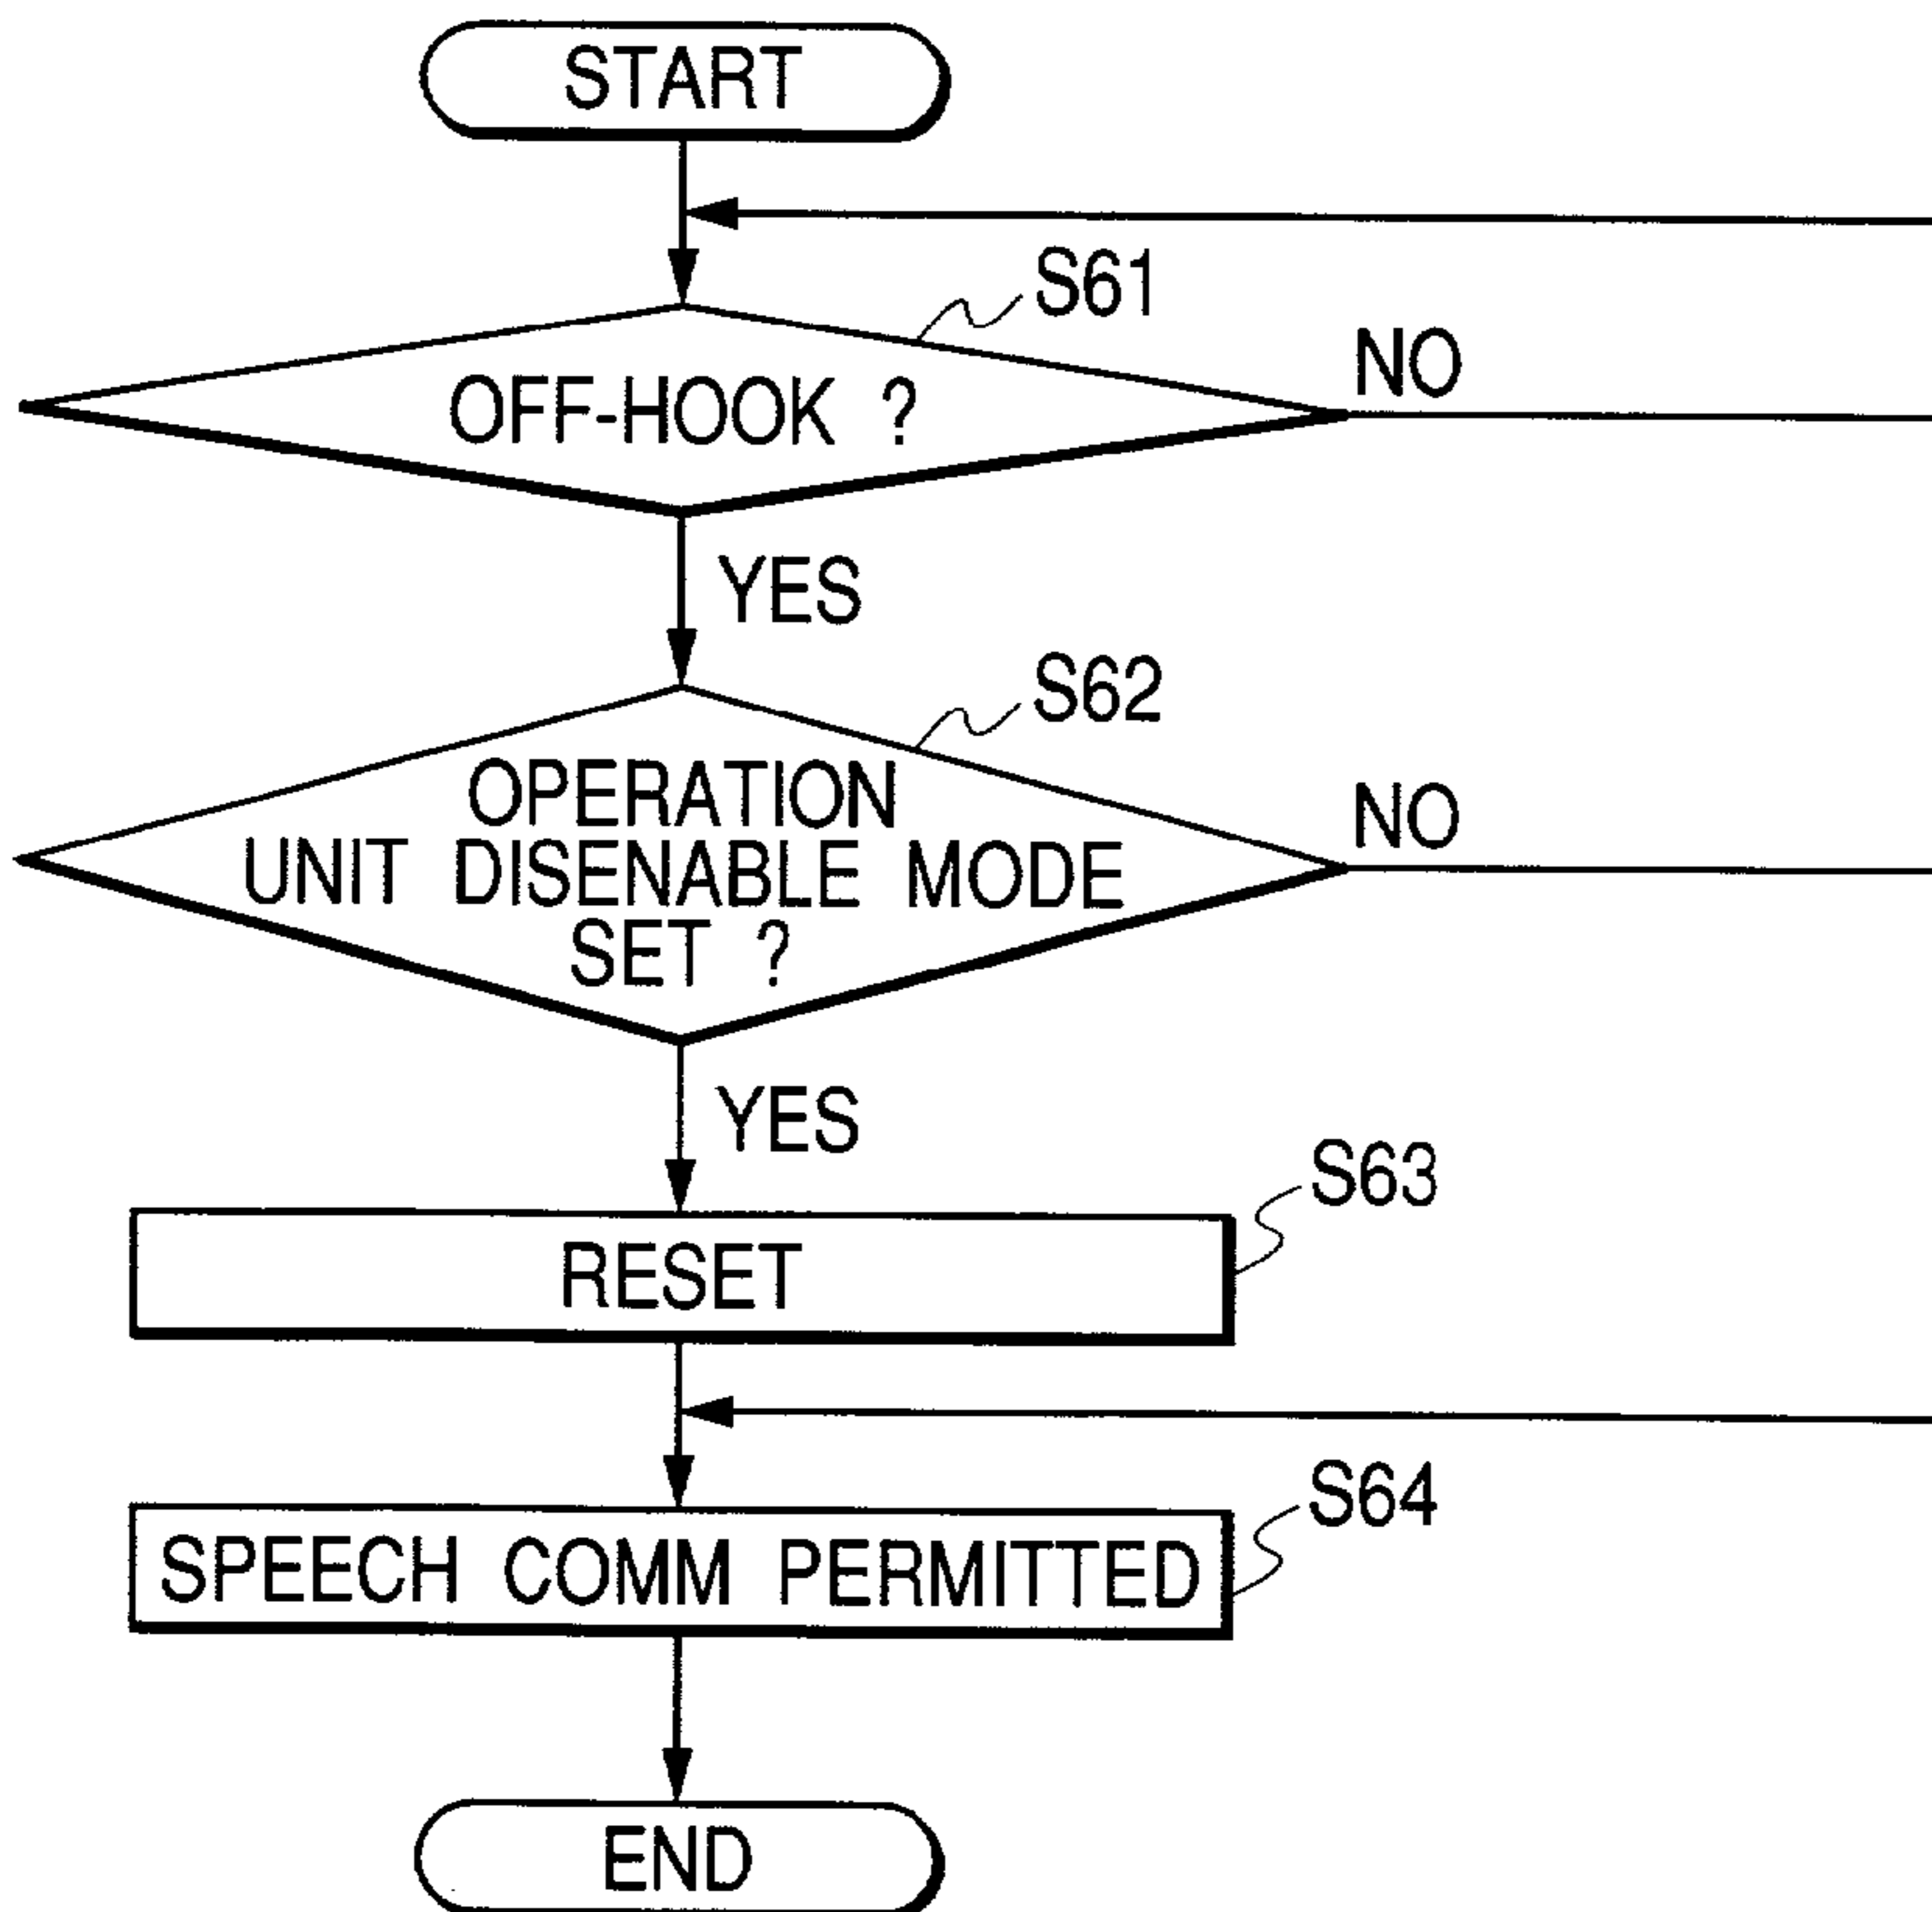 START
S61
OFF-HOOK ?
NO
YES
S62
OPERATION
UNIT DISENABLE MODE
SET ?
NO
YES
S63
RESET
S64
SPEECH COMM PERMITTED
END